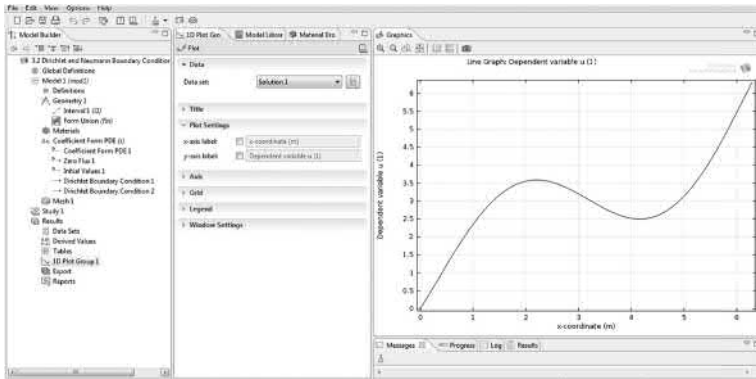 File Edit View Options Help
Model Builder
3.2 Dirichlet and Neumann Boundary Condition
Global Definitions
Model 1 (mod1)
Definitions
Geometry 1
Interval 1 (i1)
Form Union (fin)
Materials
Coefficient Form PDE (c)
Coefficient Form PDE 1
Zero Flux 1
Initial Values 1
Dirichlet Boundary Condition 1
Dirichlet Boundary Condition 2
Mesh 1
Study 1
Results
Data Sets
Derived Values
Tables
1D Plot Group 1
Export
Reports
1D Plot Gro
Model Librar
Material Bro
Plot
Data
Data set: Solution 1
Title
Plot Settings
x-axis label: x-coordinate (m)
y-axis label: Dependent variable u (1)
Axis
Grid
Legend
Window Settings
Graphics
Line Graph: Dependent variable u (1)
Dependent variable u (1)
6
5.5
5
4.5
4
3.5
3
2.5
2
1.5
1
0.5
0
0 1 2 3 4 5 6
x-coordinate (m)
Messages Progress Log Results